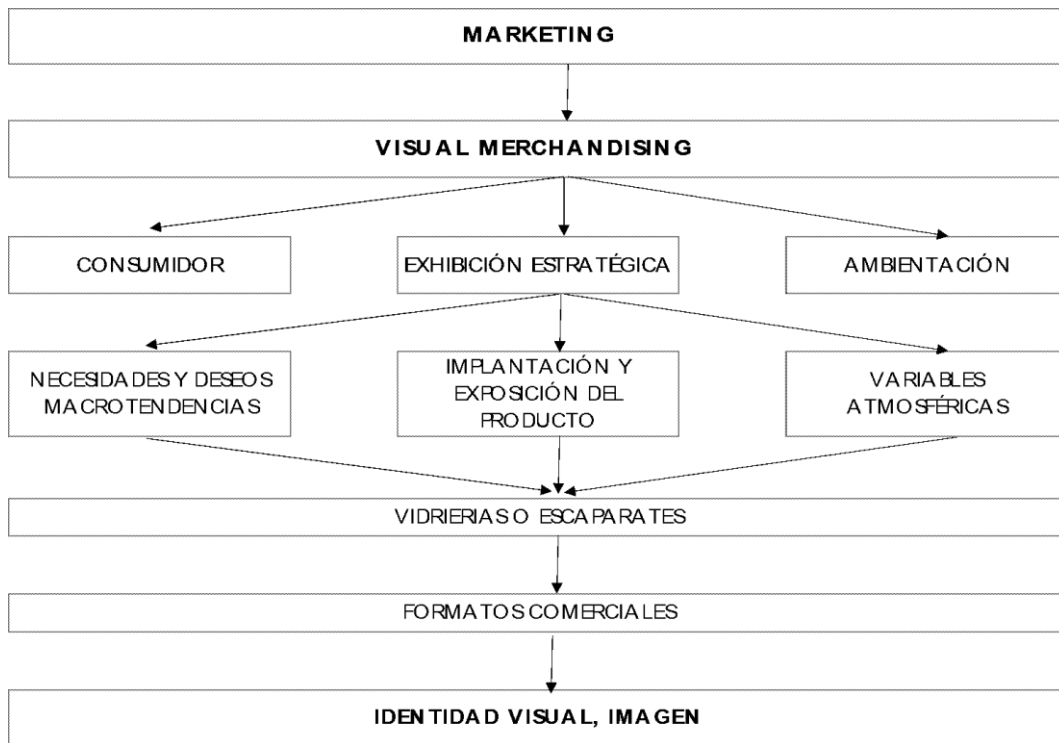 MARKETING
VISUAL MERCHANDISING
CONSUMIDOR
EXHIBICIÓN ESTRATÉGICA
AMBIENTACIÓN
NECESIDADES Y DESEOS
MACROTENDENCIAS
IMPLANTACIÓN Y
EXPOSICIÓN DEL
PRODUCTO
VARIABLES
ATMOSFÉRICAS
VIDRIERIAS O ESCAPARATES
FORMATOS COMERCIALES
IDENTIDAD VISUAL, IMAGEN